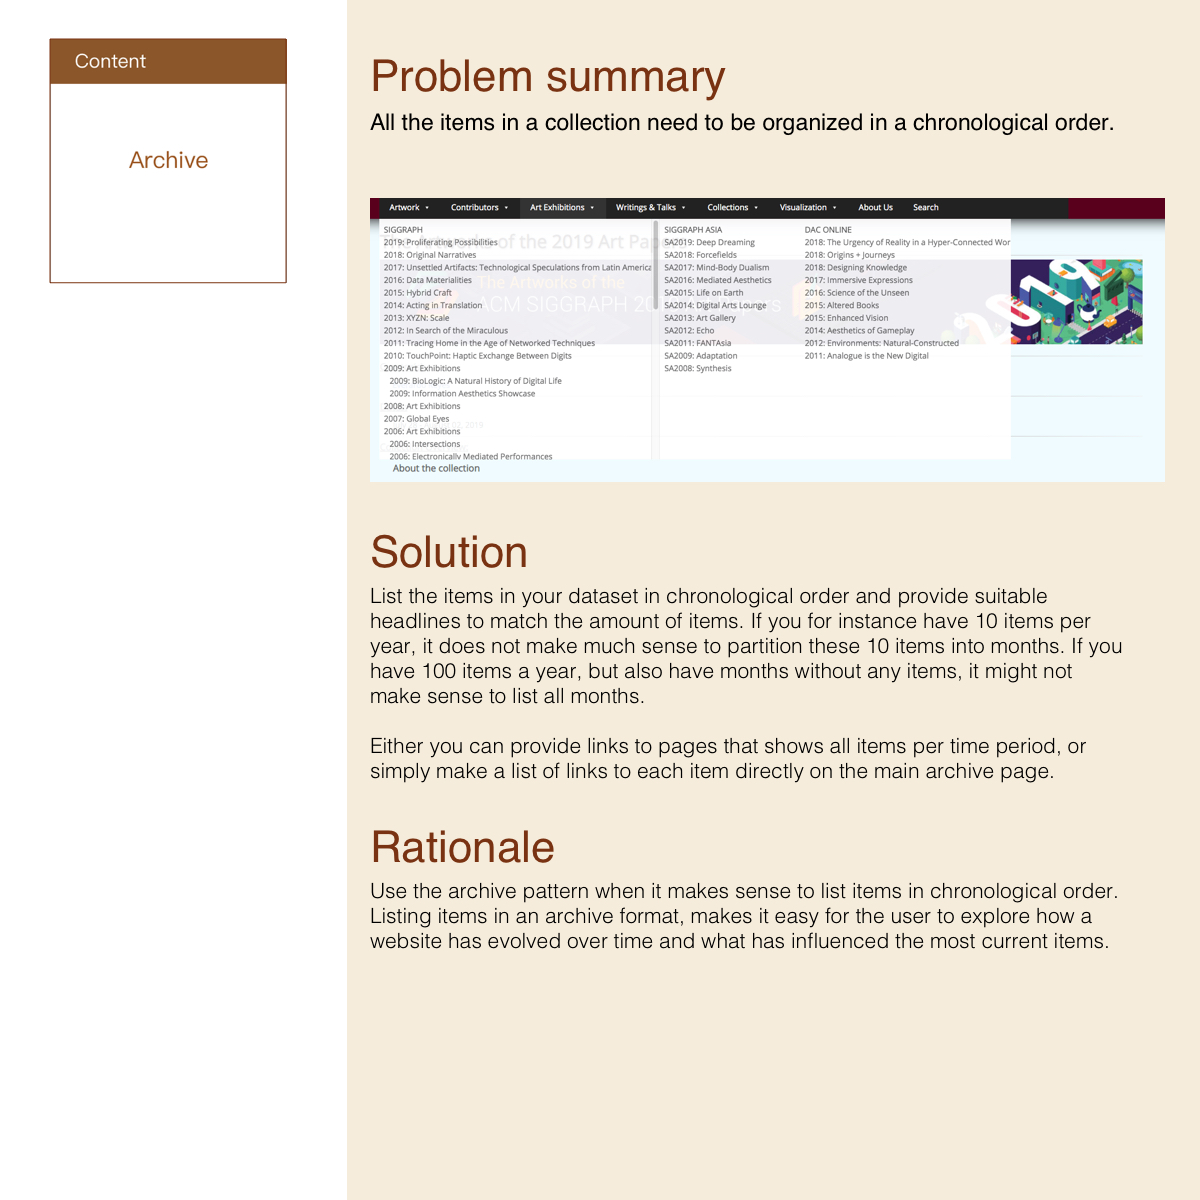 Content
Archive
Problem summary
All the items in a collection need to be organized in a chronological order.
Artwork Contributors Art Exhibitions Writings & Talks Collections Visualization About Us Search
SIGGRAPH
2019: Proliferating Possibilities
2018: Original Narratives
2017: Unsettled Artifacts: Technological Speculations from Latin America
2016: Data Materialities
2015: Hybrid Craft
2014: Acting in Translation
2013: XYZN: Scale
2012: In Search of the Miraculous
2011: Tracing Home in the Age of Networked Techniques
2010: TouchPoint: Haptic Exchange Between Digits
2009: Art Exhibitions
2009: BioLogic: A Natural History of Digital Life
2009: Information Aesthetics Showcase
2008: Art Exhibitions
2007: Global Eyes
2006: Art Exhibitions
2006: Intersections
2006: Electronically Mediated Performances
SIGGRAPH ASIA
SA2019: Deep Dreaming
SA2018: Forcefields
SA2017: Mind-Body Dualism
SA2016: Mediated Aesthetics
SA2015: Life on Earth
SA2014: Digital Arts Lounge
SA2013: Art Gallery
SA2012: Echo
SA2011: FANTAsia
SA2009: Adaptation
SA2008: Synthesis
DAC ONLINE
2018: The Urgency of Reality in a Hyper-Connected Wor
2018: Origins + Journeys
2018: Designing Knowledge
2017: Immersive Expressions
2016: Science of the Unseen
2015: Altered Books
2015: Enhanced Vision
2014: Aesthetics of Gameplay
2012: Environments: Natural-Constructed
2011: Analogue is the New Digital
of the 2019 Art Pa
The Artworks of the
ACM SIGGRAPH 20
2019
About the collection
Solution
List the items in your dataset in chronological order and provide suitable
headlines to match the amount of items. If you for instance have 10 items per
year, it does not make much sense to partition these 10 items into months. If you
have 100 items a year, but also have months without any items, it might not
make sense to list all months.
Either you can provide links to pages that shows all items per time period, or
simply make a list of links to each item directly on the main archive page.
Rationale
Use the archive pattern when it makes sense to list items in chronological order.
Listing items in an archive format, makes it easy for the user to explore how a
website has evolved over time and what has influenced the most current items.